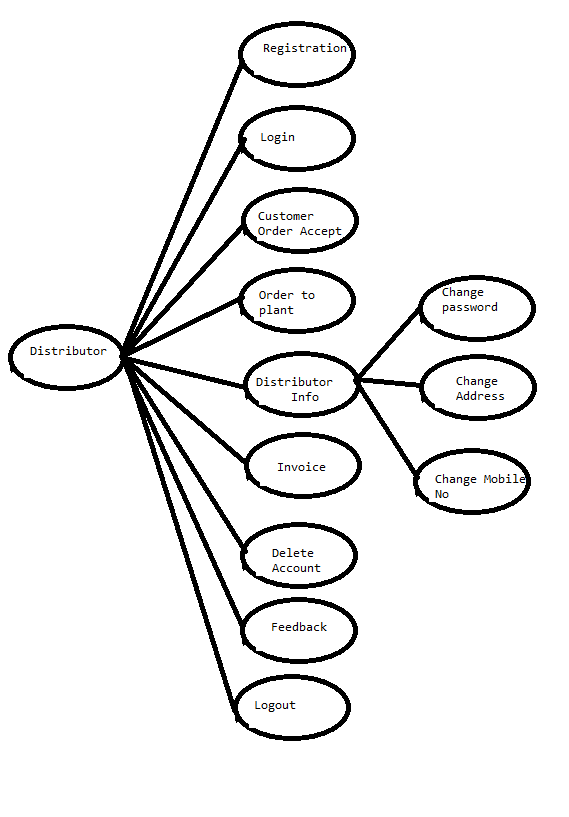 Registration
Login
Customer
Order Accept
Order to
plant
Distributor
Distributor
Info
Change
password
Change
Address
Change Mobile
No
Invoice
Delete
Account
Feedback
Logout